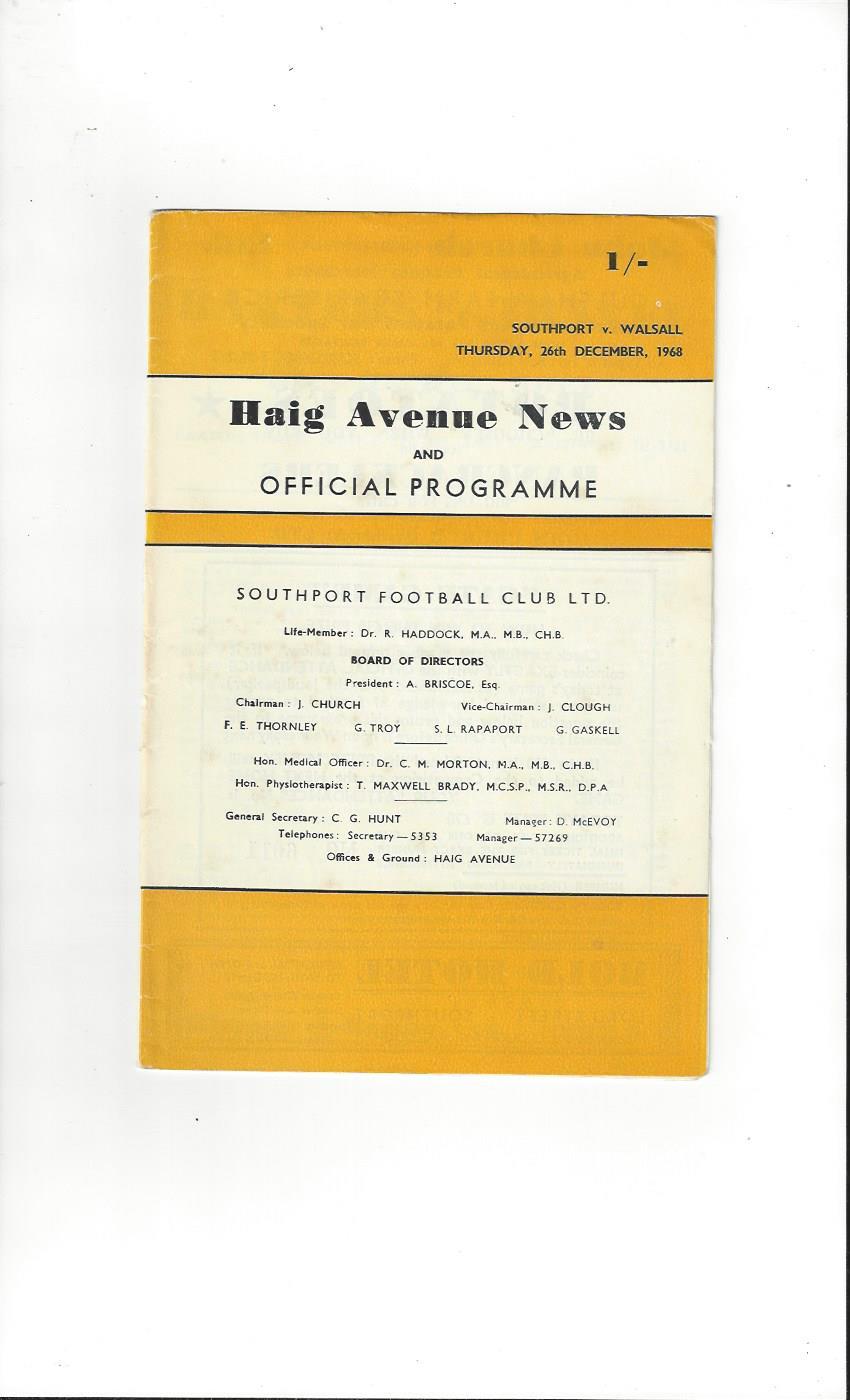 1/-
SOUTHPORT v. WALSALL
THURSDAY, 26th DECEMBER, 1968
Haig Avenue News
AND
OFFICIAL PROGRAMME
SOUTHPORT FOOTBALL CLUB LTD.
Life-Member : Dr. R. HADDOCK, M.A., M.B., CH.B.
BOARD OF DIRECTORS
President : A. BRISCOE, Esq.
Chairman : J. CHURCH Vice-Chairman : J. CLOUGH
F. E. THORNLEY G. TROY S. L. RAPAPORT G. GASKELL
Hon. Medical Officer : Dr. C. M. MORTON, M.A., M.B., C.H.B.
Hon. Physiotherapist : T. MAXWELL BRADY, M.C.S.P., M.S.R., D.P.A
General Secretary : C. G. HUNT Manager : D. McEVOY
Telephones : Secretary — 5353 Manager — 57269
Offices & Ground : HAIG AVENUE